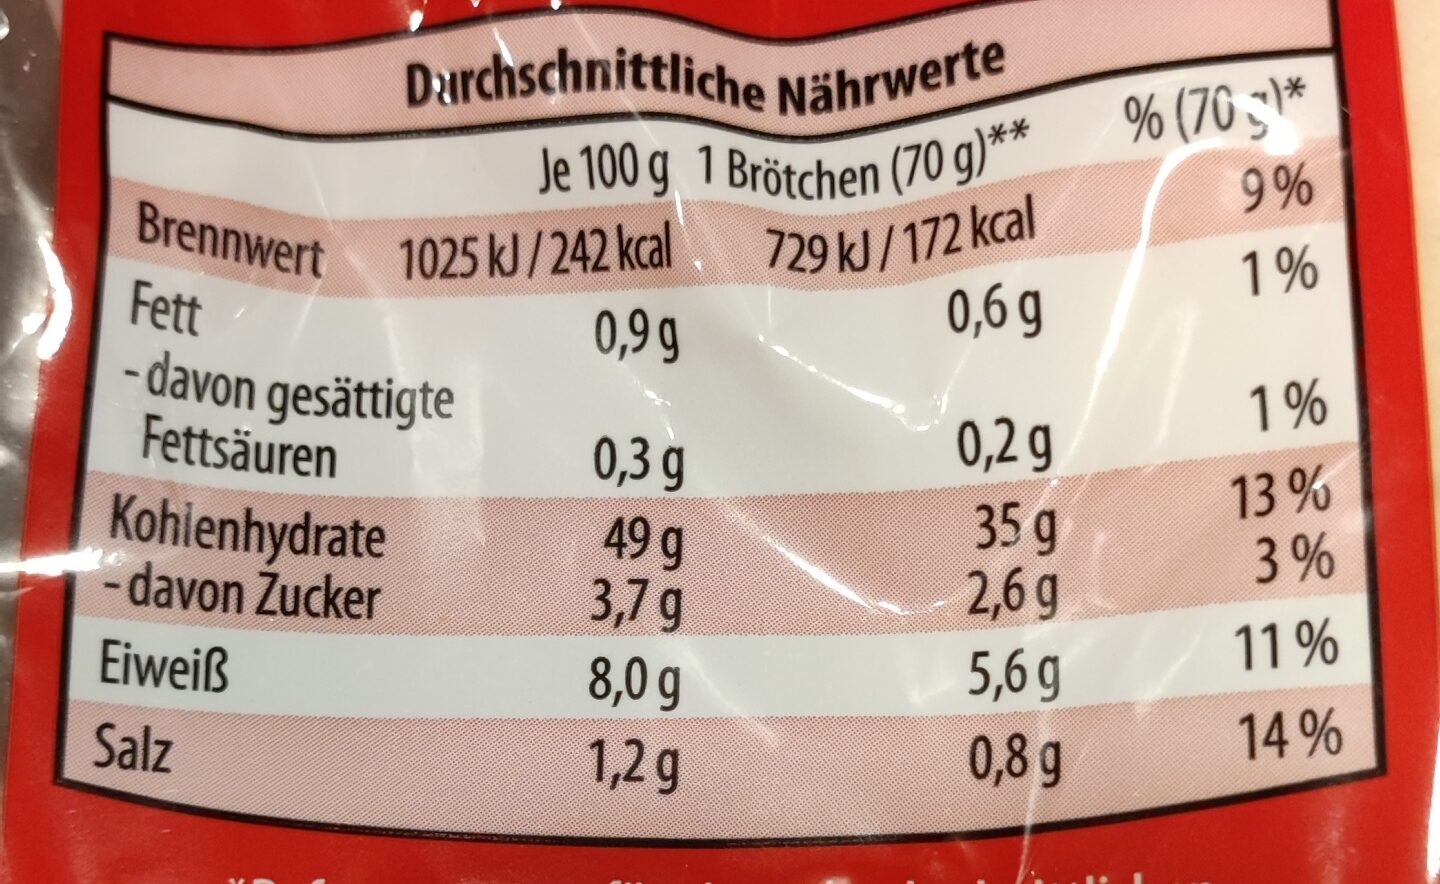 Durchschnittliche Nährwerte
Je 100 g 1 Brötchen (70 g)** % (70 g)*
Brennwert 1025 kJ / 242 kcal 729 kJ / 172 kcal 9 %
Fett 0,9 g 0,6 g 1 %
- davon gesättigte
Fettsäuren 0,3 g 0,2 g 1 %
Kohlenhydrate 49 g 35 g 13 %
- davon Zucker 3,7 g 2,6 g 3 %
Eiweiß 8,0 g 5,6 g 11 %
Salz 1,2 g 0,8 g 14 %